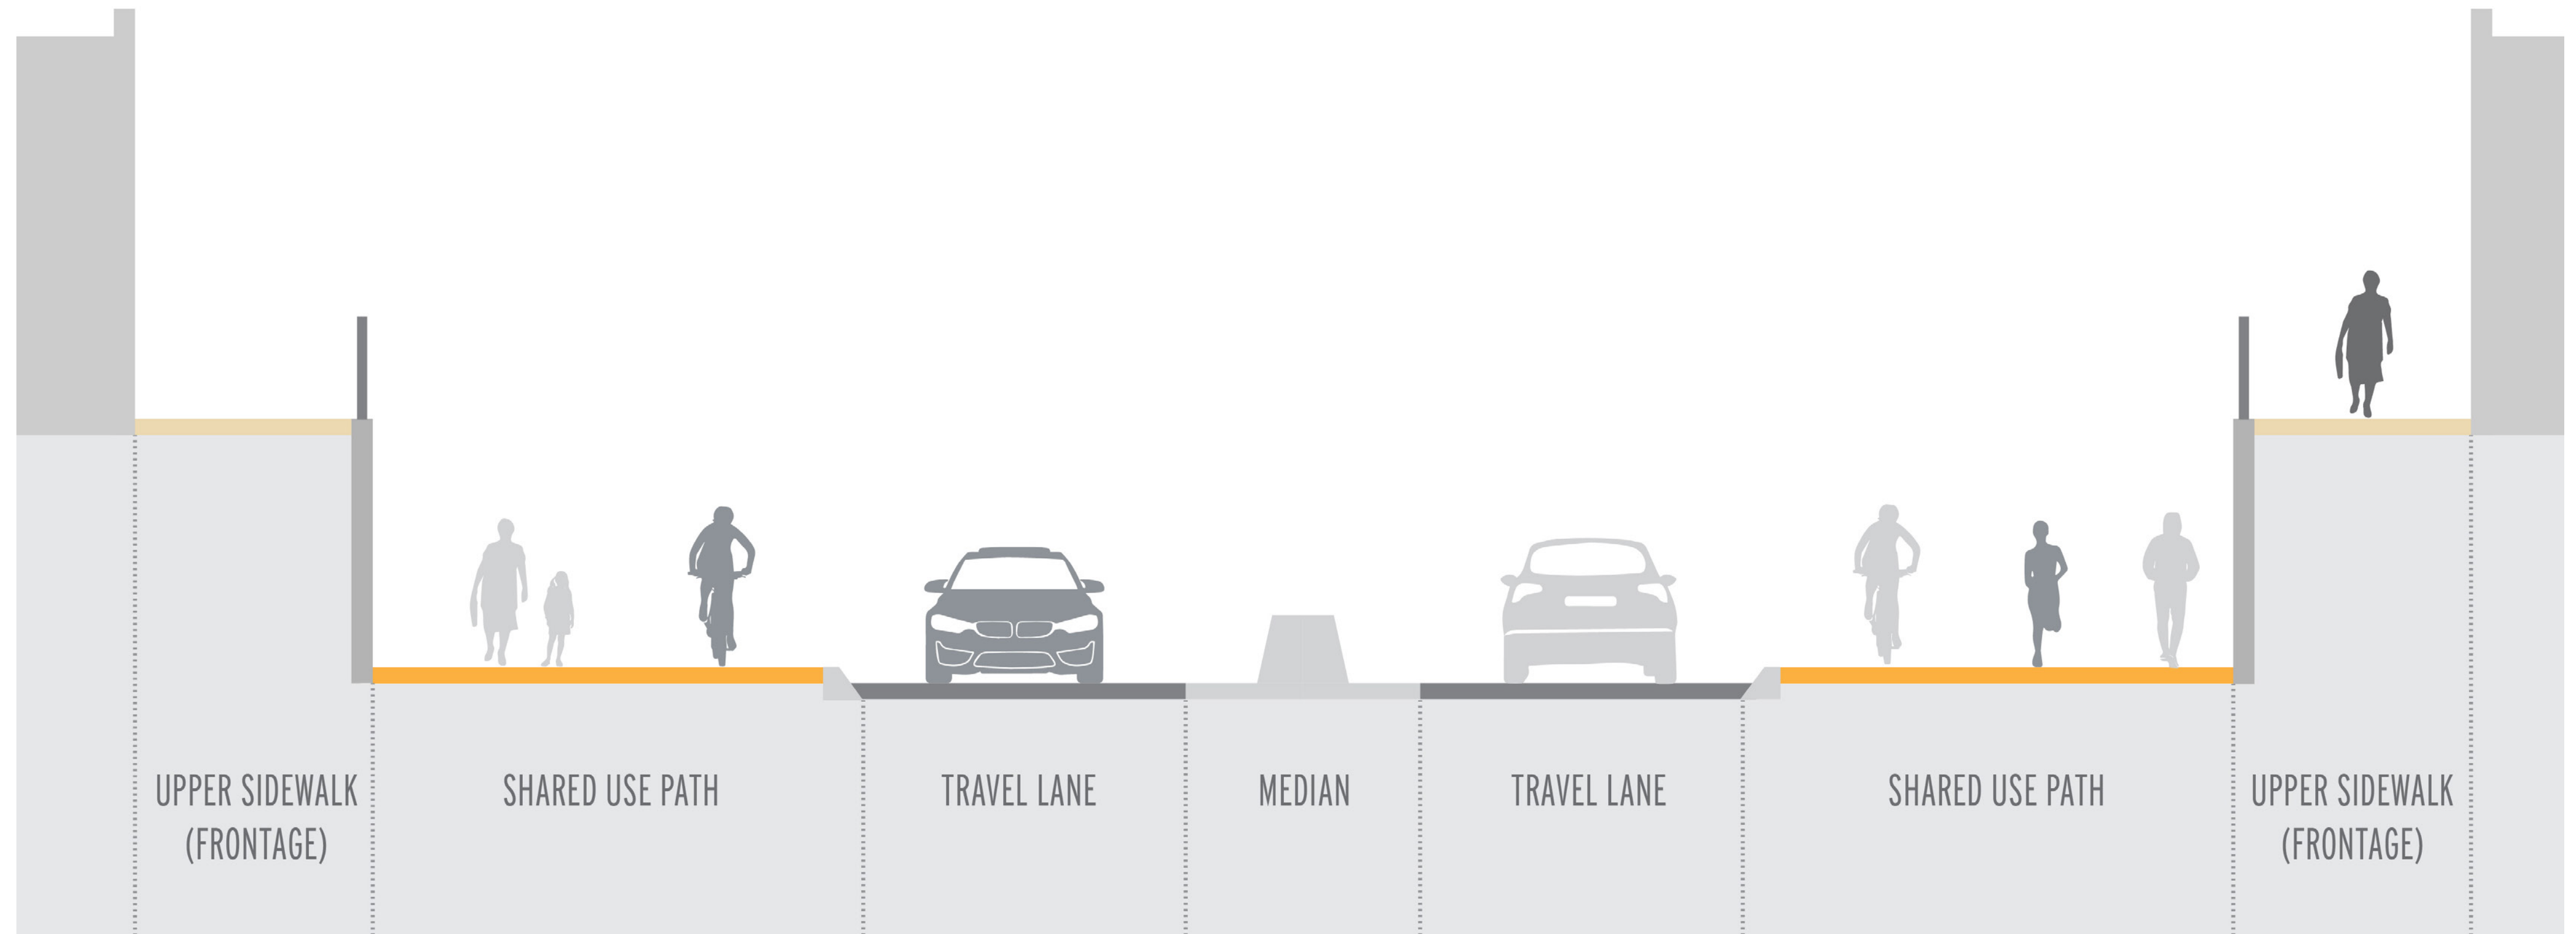 UPPER SIDEWALK
(FRONTAGE)
SHARED USE PATH
TRAVEL LANE
MEDIAN
TRAVEL LANE
SHARED USE PATH
UPPER SIDEWALK
(FRONTAGE)